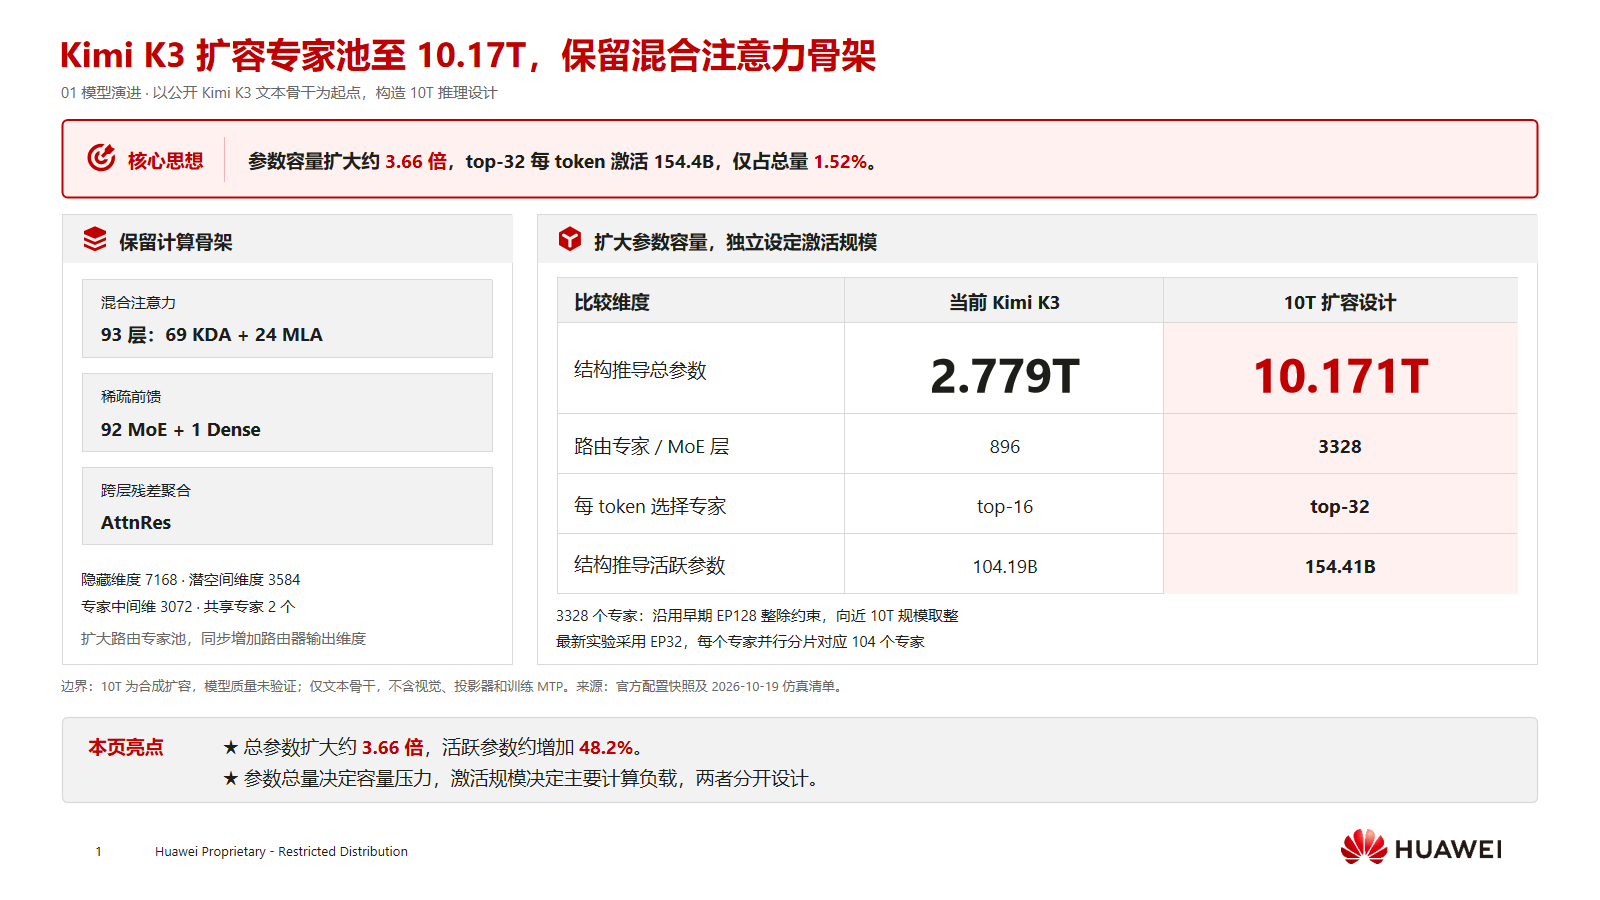 Kimi K3 扩容专家池至 10.17T，保留混合注意力骨架
01 模型演进 · 以公开 Kimi K3 文本骨干为起点，构造 10T 推理设计
核心思想
参数容量扩大约 3.66 倍，top-32 每 token 激活 154.4B，仅占总量 1.52%。
保留计算骨架
混合注意力
93 层：69 KDA + 24 MLA
稀疏前馈
92 MoE + 1 Dense
跨层残差聚合
AttnRes
隐藏维度 7168 · 潜空间维度 3584
专家中间维 3072 · 共享专家 2 个
扩大路由专家池，同步增加路由器输出维度
扩大参数容量，独立设定激活规模
比较维度 当前 Kimi K3 10T 扩容设计
结构推导总参数 2.779T 10.171T
路由专家 / MoE 层 896 3328
每 token 选择专家 top-16 top-32
结构推导活跃参数 104.19B 154.41B
3328 个专家：沿用早期 EP128 整除约束，向近 10T 规模取整
最新实验采用 EP32，每个专家并行分片对应 104 个专家
边界：10T 为合成扩容，模型质量未验证；仅文本骨干，不含视觉、投影器和训练 MTP。来源：官方配置快照及 2026-10-19 仿真清单。
本页亮点
★ 总参数扩大约 3.66 倍，活跃参数约增加 48.2%。
★ 参数总量决定容量压力，激活规模决定主要计算负载，两者分开设计。
1 Huawei Proprietary - Restricted Distribution
HUAWEI